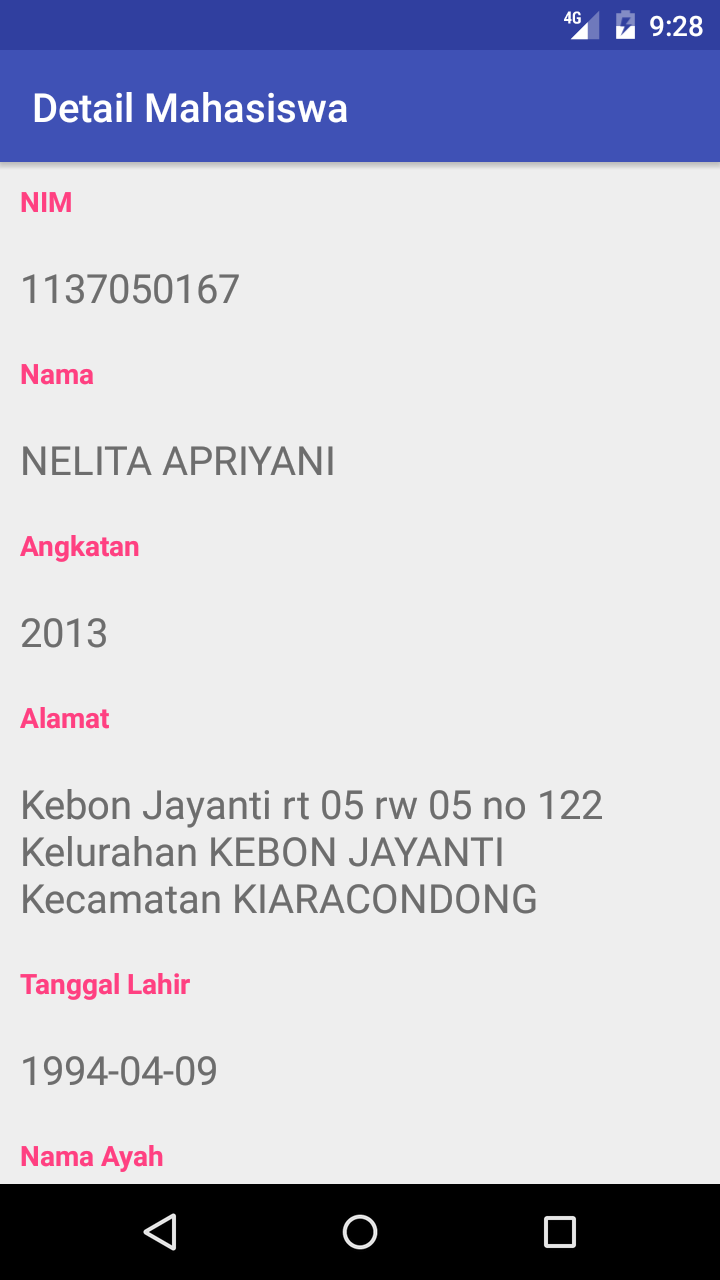 4G 9:28
Detail Mahasiswa
NIM
1137050167
Nama
NELITA APRIYANI
Angkatan
2013
Alamat
Kebon Jayanti rt 05 rw 05 no 122
Kelurahan KEBON JAYANTI
Kecamatan KIARACONDONG
Tanggal Lahir
1994-04-09
Nama Ayah